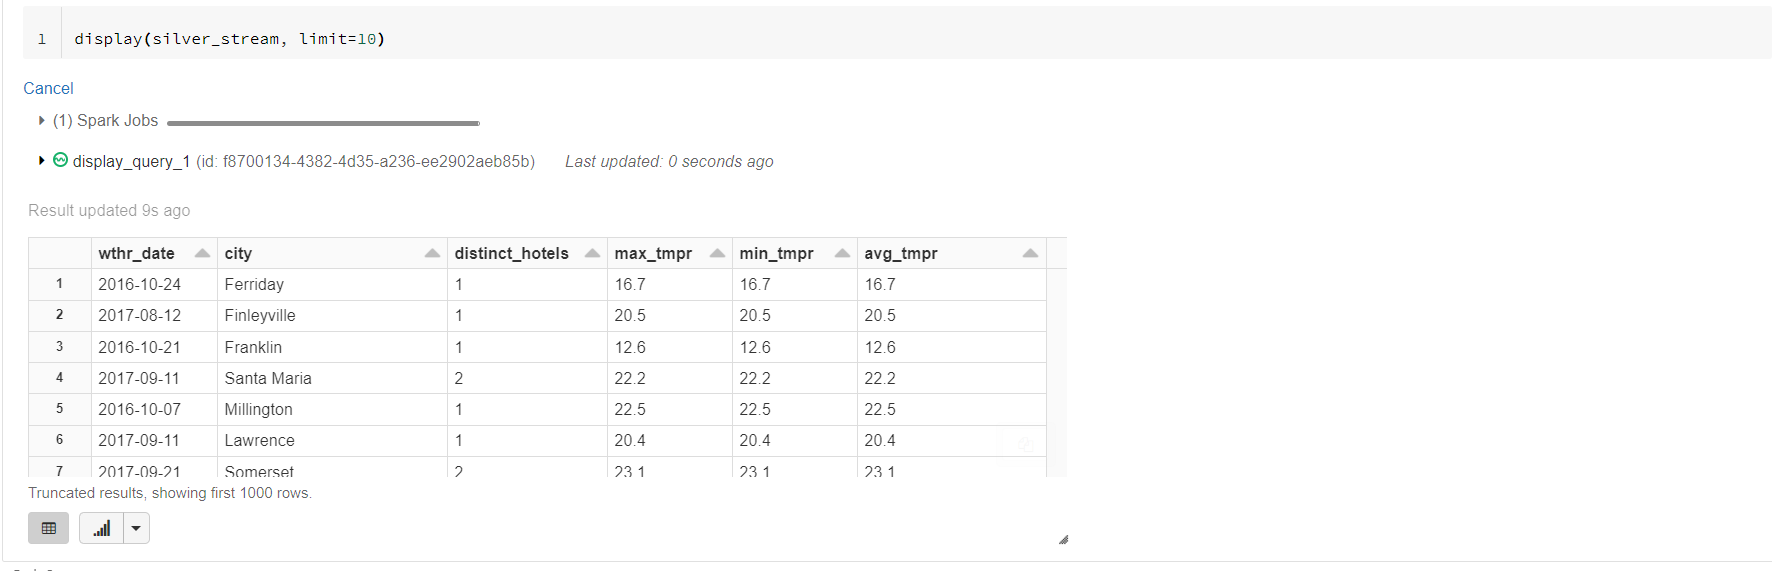 1 display(silver_stream, limit=10)
Cancel
(1) Spark Jobs
display_query_1 (id: f8700134-4382-4d35-a236-ee2902aeb85b) Last updated: 0 seconds ago
Result updated 9s ago
wthr_date city distinct_hotels max_tmpr min_tmpr avg_tmpr
1 2016-10-24 Ferriday 1 16.7 16.7 16.7
2 2017-08-12 Finleyville 1 20.5 20.5 20.5
3 2016-10-21 Franklin 1 12.6 12.6 12.6
4 2017-09-11 Santa Maria 2 22.2 22.2 22.2
5 2016-10-07 Millington 1 22.5 22.5 22.5
6 2017-09-11 Lawrence 1 20.4 20.4 20.4
7 2017-09-21 Somerset 2 23.1 23.1 23.1
Truncated results, showing first 1000 rows.